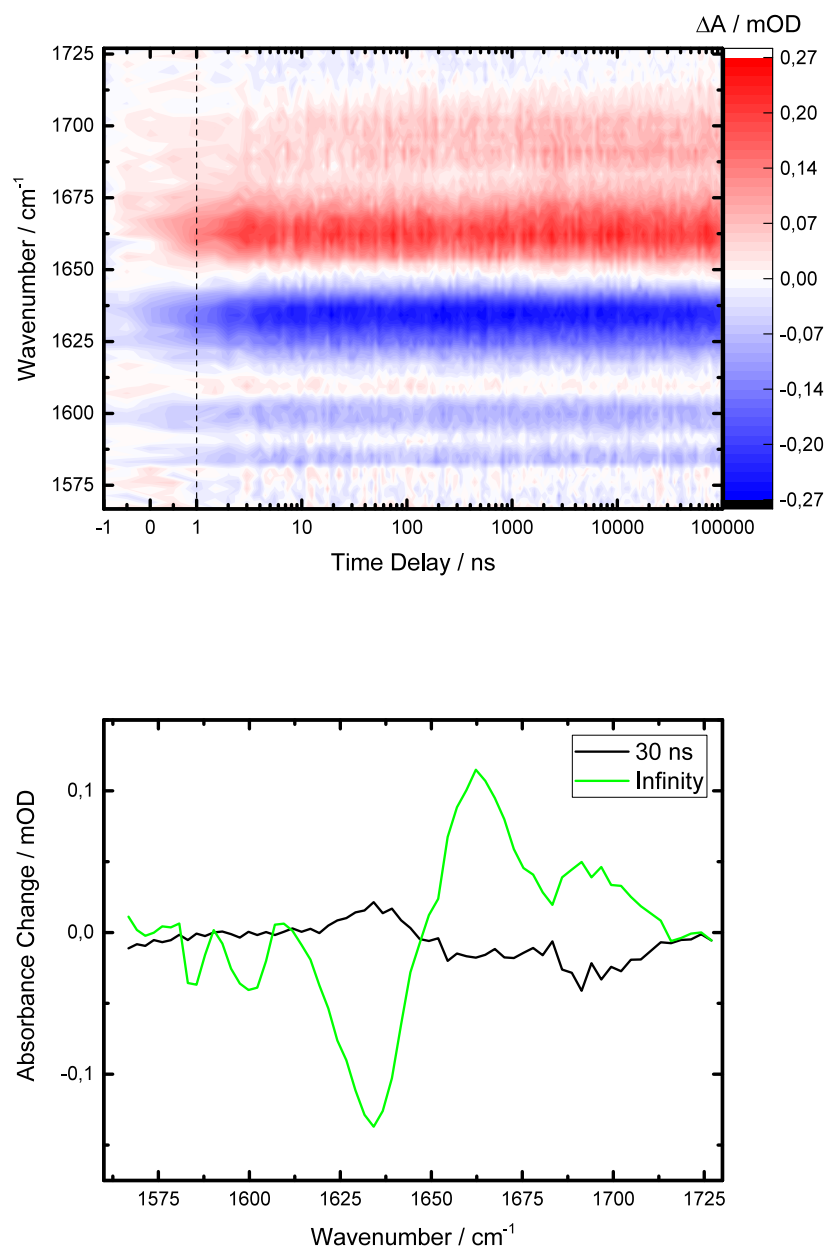 ΔA / mOD
1725
1700
1675
1650
1625
1600
1575
Wavenumber / cm⁻¹
0,27
0,20
0,14
0,07
0,00
-0,07
-0,14
-0,20
-0,27
-1 0 1 10 100 1000 10000 100000
Time Delay / ns
30 ns
Infinity
0,1
0,0
-0,1
Absorbance Change / mOD
1575 1600 1625 1650 1675 1700 1725
Wavenumber / cm⁻¹